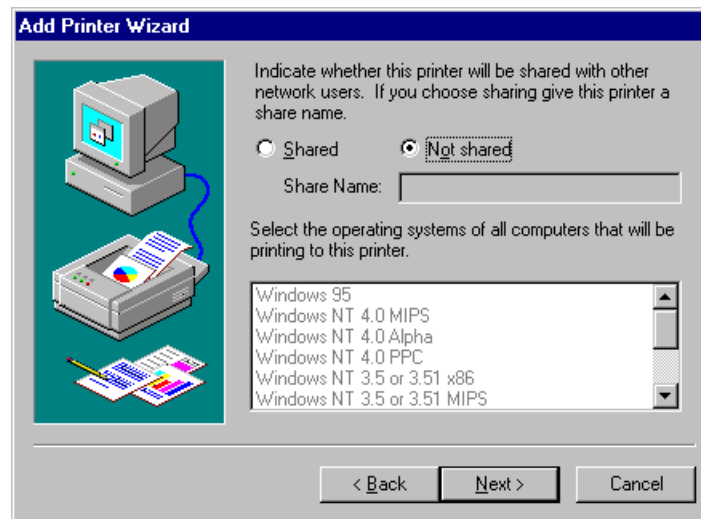 Add Printer Wizard
Indicate whether this printer will be shared with other
network users. If you choose sharing give this printer a
share name.
Shared Not shared
Share Name:
Select the operating systems of all computers that will be
printing to this printer.
Windows 95
Windows NT 4.0 MIPS
Windows NT 4.0 Alpha
Windows NT 4.0 PPC
Windows NT 3.5 or 3.51 x86
Windows NT 3.5 or 3.51 MIPS
< Back Next > Cancel